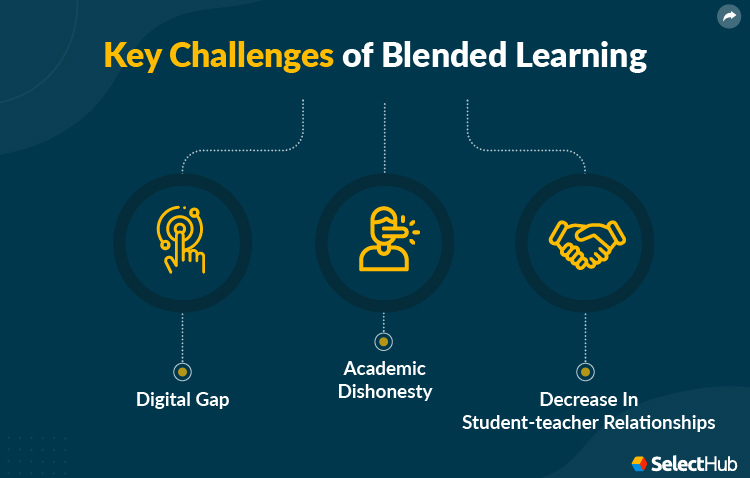 Key Challenges of Blended Learning
Digital Gap
Academic
Dishonesty
Decrease In
Student-teacher Relationships
SelectHub